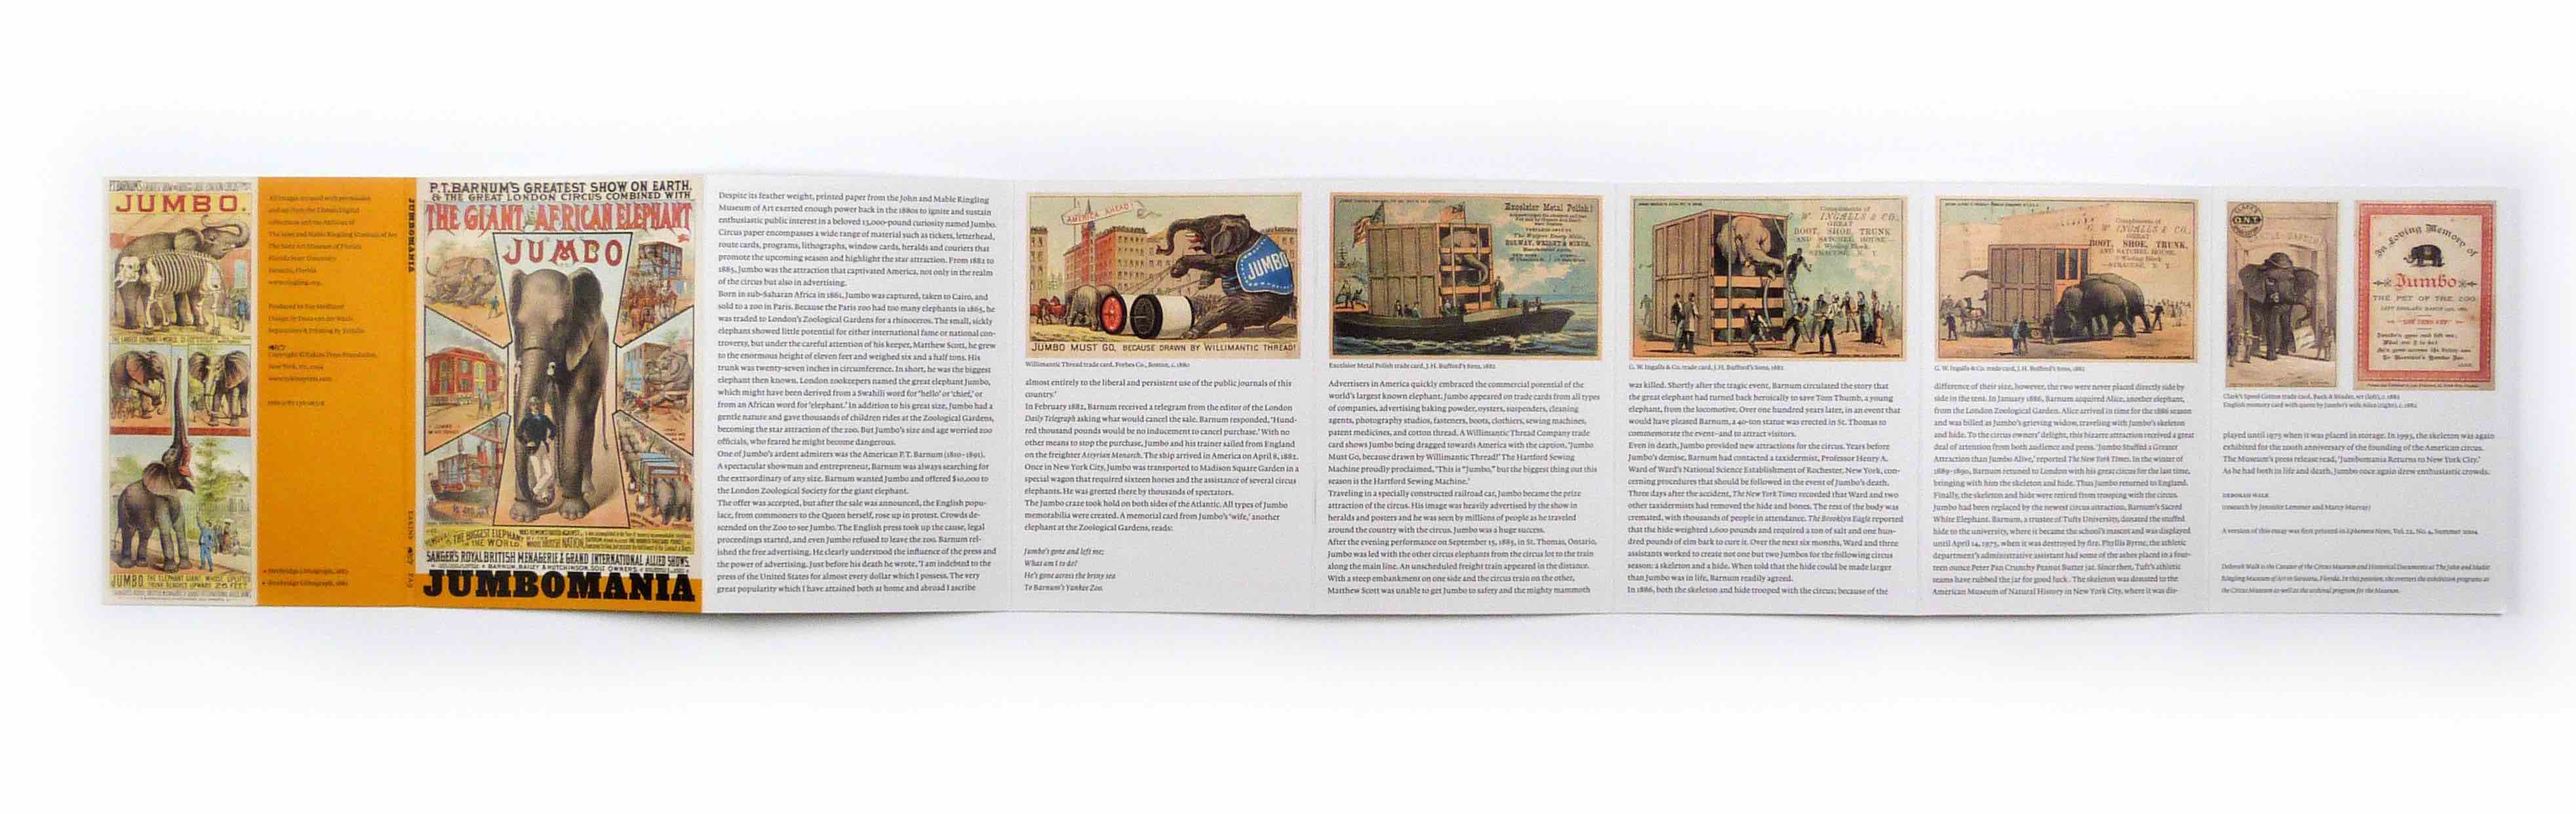 JUMBO.
JUMBO, THE ELEPHANT GIANT, WHOSE UPLIFTED
TRUNK REACHES UPWARDS 26 FEET
All images are used with permission
and are from the Tibbals Digital
collection and the Archives of
The John and Mable Ringling Museum of Art
The State Art Museum of Florida
Florida State University
Sarasota, Florida
www.ringling.org.
New York, NY, 2004
JUMBOMANIA
P.T. BARNUM'S GREATEST SHOW ON EARTH.
& THE GREAT LONDON CIRCUS COMBINED WITH
THE GIANT AFRICAN ELEPHANT
JUMBO
THE BIGGEST ELEPHANT
IN THE WORLD.
SANGER'S ROYAL BRITISH MENAGERIE & GRAND INTERNATIONAL ALLIED SHOWS.
BARNUM, BAILEY & HUTCHINSON, SOLE OWNERS.
JUMBOMANIA
Despite its feather weight, printed paper from the John and Mable Ringling
Museum of Art exerted enough power back in the 1880s to ignite and sustain
enthusiastic public interest in a beloved 13,000-pound curiosity named Jumbo.
Circus paper encompasses a wide range of material such as tickets, letterhead,
route cards, programs, lithographs, window cards, heralds and couriers that
promote the upcoming season and highlight the star attraction. From 1882 to
1885, Jumbo was the attraction that captivated America, not only in the realm
of the circus but also in advertising.
Born in sub-Saharan Africa in 1861, Jumbo was captured, taken to Cairo, and
sold to a zoo in Paris. Because the Paris zoo had too many elephants in 1865, he
was traded to London's Zoological Gardens for a rhinoceros. The small, sickly
elephant showed little potential for either international fame or national con-
troversy, but under the careful attention of his keeper, Matthew Scott, he grew
to the enormous height of eleven feet and weighed six and a half tons. His
trunk was twenty-seven inches in circumference. In short, he was the biggest
elephant then known. London zookeepers named the great elephant Jumbo,
which might have been derived from a Swahili word for 'hello' or 'chief,' or
from an African word for 'elephant.' In addition to his great size, Jumbo had a
gentle nature and gave thousands of children rides at the Zoological Gardens,
becoming the star attraction of the zoo. But Jumbo's size and age worried zoo
officials, who feared he might become dangerous.
One of Jumbo's ardent admirers was the American P.T. Barnum (1810–1891).
A spectacular showman and entrepreneur, Barnum was always searching for
the extraordinary of any size. Barnum wanted Jumbo and offered $10,000 to
the London Zoological Society for the giant elephant.
The offer was accepted, but after the sale was announced, the English popu-
lace, from commoners to the Queen herself, rose up in protest. Crowds de-
scended on the Zoo to see Jumbo. The English press took up the cause, legal
proceedings started, and even Jumbo refused to leave the zoo. Barnum rel-
ished the free advertising. He clearly understood the influence of the press and
the power of advertising. Just before his death he wrote, 'I am indebted to the
press of the United States for almost every dollar which I possess. The very
great popularity which I have attained both at home and abroad I ascribe
AMERICA AHEAD!
JUMBO
JUMBO MUST GO, BECAUSE DRAWN BY WILLIMANTIC THREAD!
Willimantic Thread trade card, Forbes Co., Boston, c. 1880
almost entirely to the liberal and persistent use of the public journals of this
country.'
In February 1882, Barnum received a telegram from the editor of the London
Daily Telegraph asking what would cancel the sale. Barnum responded, 'Hund-
red thousand pounds would be no inducement to cancel purchase.' With no
other means to stop the purchase, Jumbo and his trainer sailed from England
on the freighter Assyrian Monarch. The ship arrived in America on April 8, 1882.
Once in New York City, Jumbo was transported to Madison Square Garden in a
special wagon that required sixteen horses and the assistance of several circus
elephants. He was greeted there by thousands of spectators.
The Jumbo craze took hold on both sides of the Atlantic. All types of Jumbo
memorabilia were created. A memorial card from Jumbo's 'wife,' another
elephant at the Zoological Gardens, reads:
Jumbo's gone and left me;
What am I to do?
He's gone across the briny sea
To Barnum's Yankee Zoo.
Excelsior Metal Polish!
Excelsior Metal Polish trade card, J.H. Bufford's Sons, 1882
Advertisers in America quickly embraced the commercial potential of the
world's largest known elephant. Jumbo appeared on trade cards from all types
of companies, advertising baking powder, oysters, suspenders, cleaning
agents, photography studios, fasteners, boots, clothiers, sewing machines,
patent medicines, and cotton thread. A Willimantic Thread Company trade
card shows Jumbo being dragged towards America with the caption, 'Jumbo
Must Go, because drawn by Willimantic Thread!' The Hartford Sewing
Machine proudly proclaimed, 'This is "Jumbo," but the biggest thing out this
season is the Hartford Sewing Machine.'
Traveling in a specially constructed railroad car, Jumbo became the prize
attraction of the circus. His image was heavily advertised by the show in
heralds and posters and he was seen by millions of people as he traveled
around the country with the circus. Jumbo was a huge success.
After the evening performance on September 15, 1885, in St. Thomas, Ontario,
Jumbo was led with the other circus elephants from the circus lot to the train
along the main line. An unscheduled freight train appeared in the distance.
With a steep embankment on one side and the circus train on the other,
Matthew Scott was unable to get Jumbo to safety and the mighty mammoth
Compliments of
W. INGALLS & CO.
GREAT
BOOT, SHOE, TRUNK
AND SATCHEL HOUSE
SYRACUSE, N. Y.
G. W. Ingalls & Co. trade card, J.H. Bufford's Sons, 1882
was killed. Shortly after the tragic event, Barnum circulated the story that
the great elephant had turned back heroically to save Tom Thumb, a young
elephant, from the locomotive. Over one hundred years later, in an event that
would have pleased Barnum, a 40-ton statue was erected in St. Thomas to
commemorate the event–and to attract visitors.
Even in death, Jumbo provided new attractions for the circus. Years before
Jumbo's demise, Barnum had contacted a taxidermist, Professor Henry A.
Ward of Ward's National Science Establishment of Rochester, New York, con-
cerning procedures that should be followed in the event of Jumbo's death.
Three days after the accident, The New York Times recorded that Ward and two
other taxidermists had removed the hide and bones. The rest of the body was
cremated, with thousands of people in attendance. The Brooklyn Eagle reported
that the hide weighted 1,600 pounds and required a ton of salt and one hun-
dred pounds of elm bark to cure it. Over the next six months, Ward and three
assistants worked to create not one but two Jumbos for the following circus
season: a skeleton and a hide. When told that the hide could be made larger
than Jumbo was in life, Barnum readily agreed.
In 1886, both the skeleton and hide trooped with the circus; because of the
Compliments of
W. INGALLS & CO.
GREAT
BOOT, SHOE, TRUNK,
AND SATCHEL HOUSE
SYRACUSE, N. Y.
G. W. Ingalls & Co. trade card, J.H. Bufford's Sons, 1882
difference of their size, however, the two were never placed directly side by
side in the tent. In January 1886, Barnum acquired Alice, another elephant,
from the London Zoological Garden. Alice arrived in time for the 1886 season
and was billed as Jumbo's grieving widow, traveling with Jumbo's skeleton
and hide. To the circus owners' delight, this bizarre attraction received a great
deal of attention from both audience and press. 'Jumbo Stuffed a Greater
Attraction than Jumbo Alive,' reported The New York Times. In the winter of
1889–1890, Barnum returned to London with his great circus for the last time,
bringing with him the skeleton and hide. Thus Jumbo returned to England.
Finally, the skeleton and hide were retired from trooping with the circus.
Jumbo had been replaced by the newest circus attraction, Barnum's Sacred
White Elephant. Barnum, a trustee of Tufts University, donated the stuffed
hide to the university, where it became the school's mascot and was displayed
until April 14, 1975, when it was destroyed by fire. Phyllis Byrne, the athletic
department's administrative assistant had some of the ashes placed in a four-
teen ounce Peter Pan Crunchy Peanut Butter jar. Since then, Tuft's athletic
teams have rubbed the jar for good luck. The skeleton was donated to the
American Museum of Natural History in New York City, where it was dis-
O.N.T.
In Loving Memory of
Jumbo
THE PET OF THE ZOO
Clark's Spool Cotton trade card, Buek & Binder, NY (left), c. 1882
English memory card with quote by Jumbo's wife Alice (right), c. 1882
played until 1975 when it was placed in storage. In 1993, the skeleton was again
exhibited for the 200th anniversary of the founding of the American circus.
The Museum's press release read, 'Jumbomania Returns to New York City.'
As he had both in life and death, Jumbo once again drew enthusiastic crowds.
DEBORAH WALK
(research by Jennifer Lemmer and Marcy Murray)
A version of this essay was first printed in Ephemera News, Vol. 22, No. 4, Summer 2004.
Deborah Walk is the Curator of the Circus Museum and Historical Documents at The John and Mable
Ringling Museum of Art in Sarasota, Florida. In this position, she oversees the exhibition programs at
the Circus Museum as well as the archival program for the Museum.